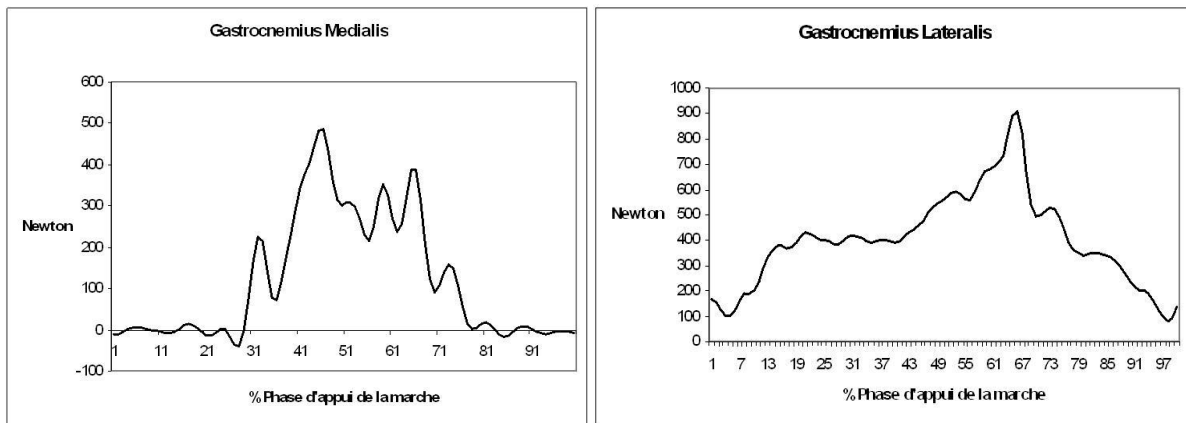 Gastrocnemius Medialis
600
500
400
300
200
100
0
-100
Newton
1 11 21 31 41 51 61 71 81 91
% Phase d'appui de la marche
Gastrocnemius Lateralis
1000
900
800
700
600
500
400
300
200
100
0
Newton
1 7 13 19 25 31 37 43 49 55 61 67 73 79 85 91 97
% Phase d'appui de la marche